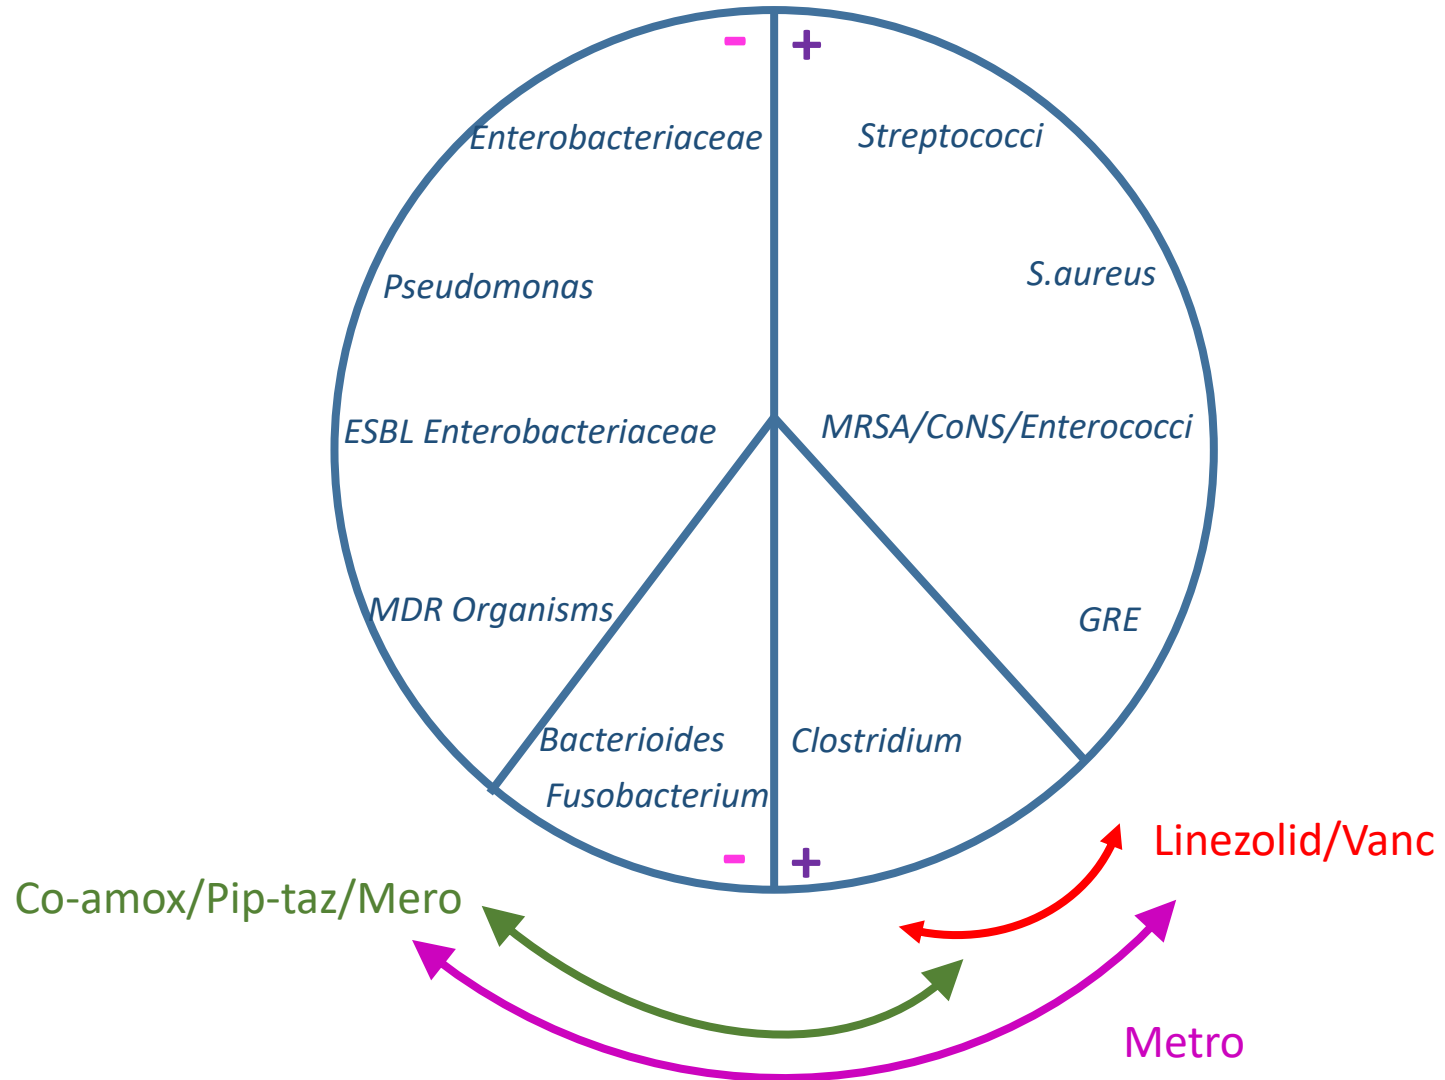 - +
Enterobacteriaceae
Streptococci
Pseudomonas
S.aureus
ESBL Enterobacteriaceae
MRSA/CoNS/Enterococci
MDR Organisms
GRE
Bacterioides
Clostridium
Fusobacterium
- +
Linezolid/Vanc
Co-amox/Pip-taz/Mero
Metro